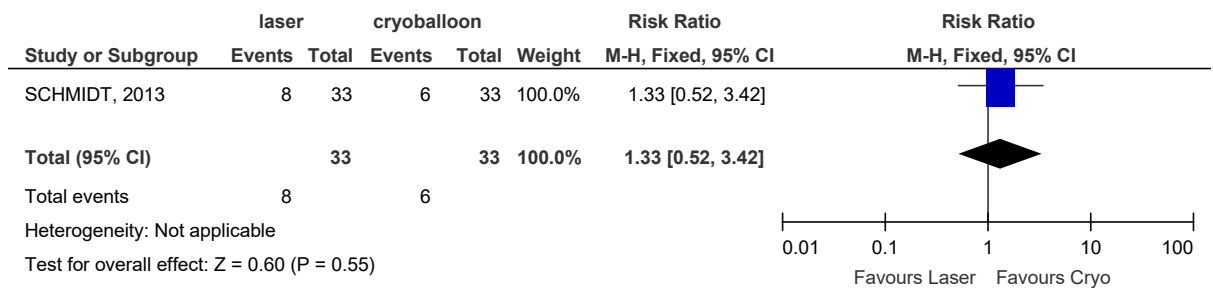 laser cryoballoon Risk Ratio Risk Ratio
Study or Subgroup Events Total Events Total Weight M-H, Fixed, 95% CI M-H, Fixed, 95% CI
SCHMIDT, 2013 8 33 6 33 100.0% 1.33 [0.52, 3.42]
Total (95% CI) 33 33 100.0% 1.33 [0.52, 3.42]
Total events 8 6
Heterogeneity: Not applicable
Test for overall effect: Z = 0.60 (P = 0.55)
0.01 0.1 1 10 100
Favours Laser Favours Cryo